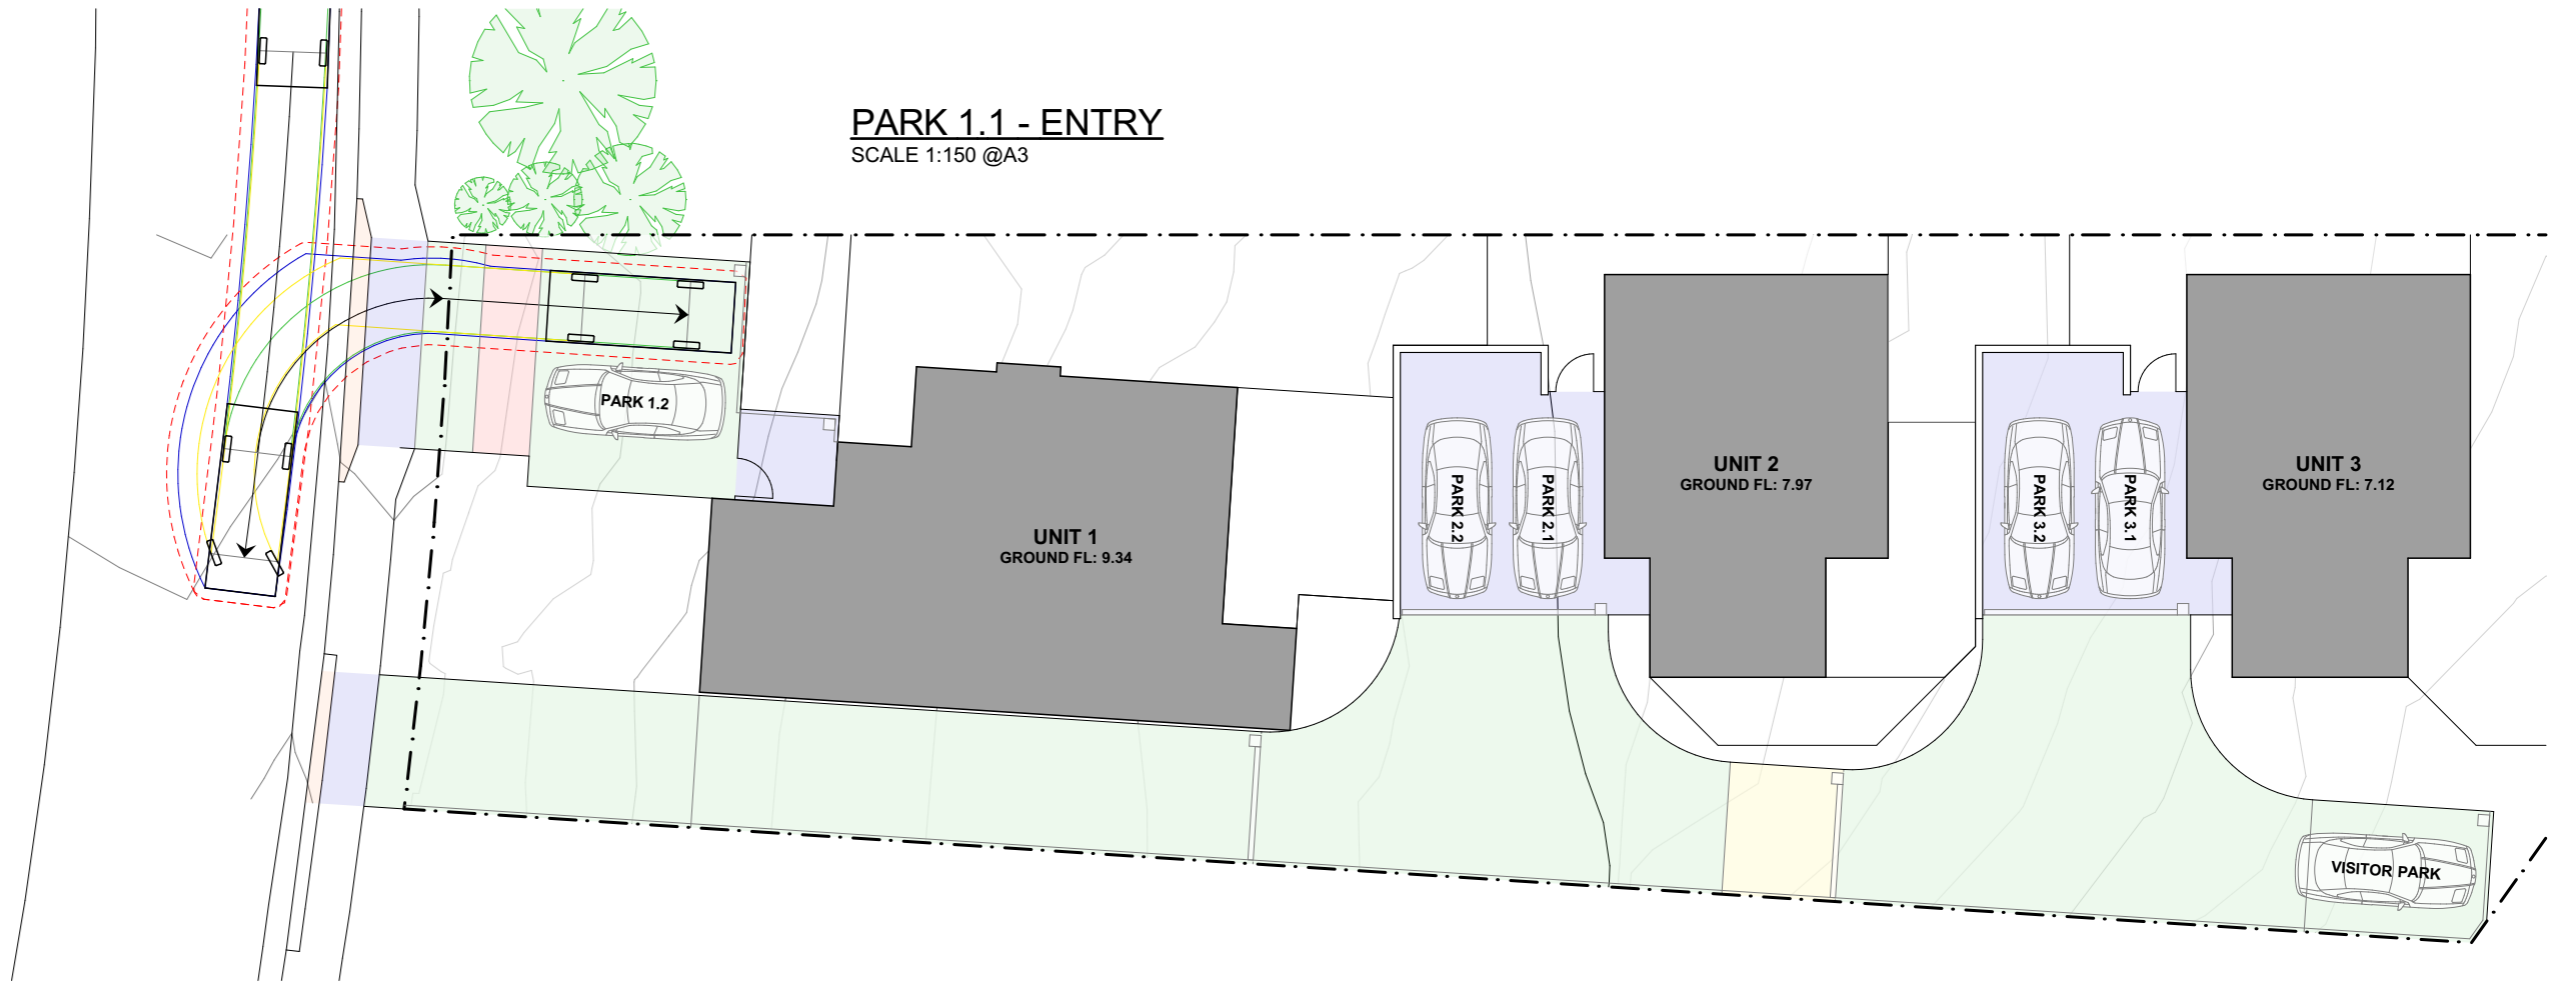 PARK 1.1 - ENTRY
SCALE 1:150 @A3
PARK 1.2
UNIT 1
GROUND FL: 9.34
PARK 2.2
PARK 2.1
UNIT 2
GROUND FL: 7.97
PARK 3.2
PARK 3.1
UNIT 3
GROUND FL: 7.12
VISITOR PARK